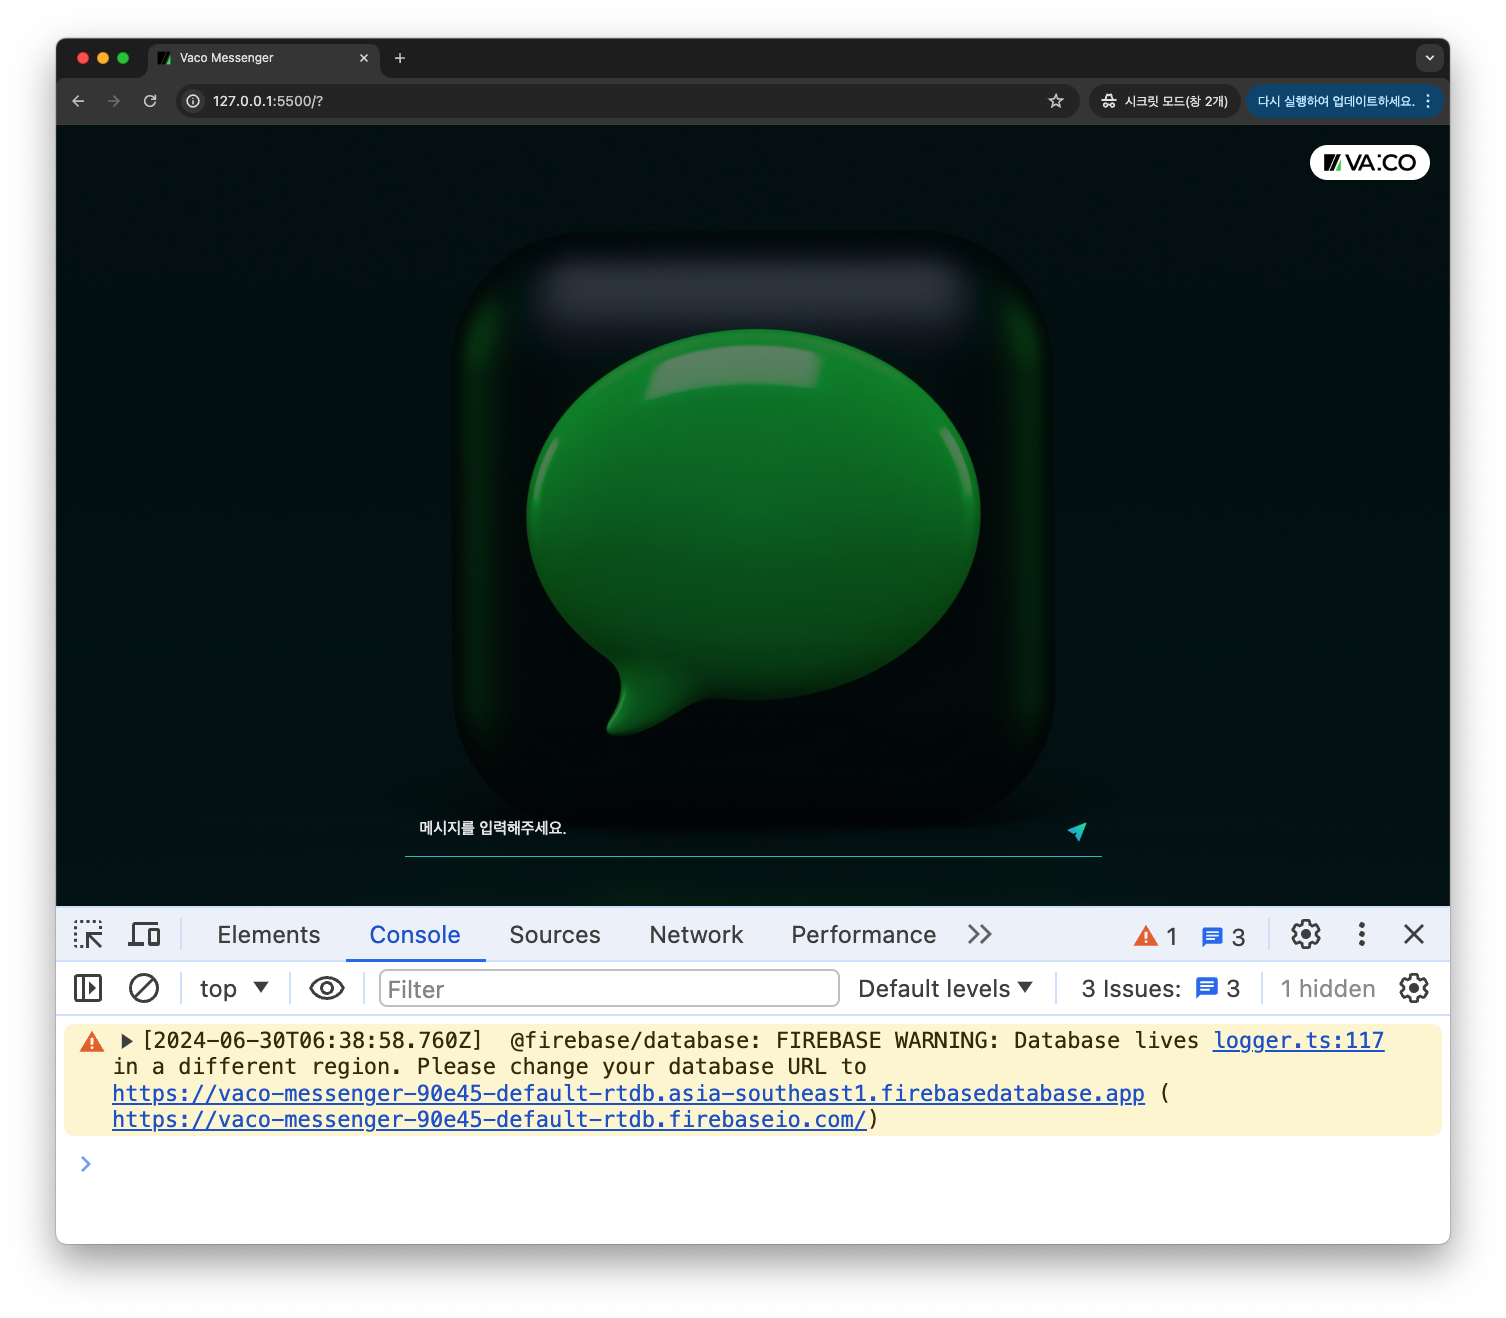 Vaco Messenger
127.0.0.1:5500/?
시크릿 모드(창 2개)
다시 실행하여 업데이트하세요.
VA:CO
메시지를 입력해주세요.
Elements Console Sources Network Performance 1 3
top Filter Default levels 3 Issues: 3 1 hidden
[2024-06-30T06:38:58.760Z] @firebase/database: FIREBASE WARNING: Database lives logger.ts:117
in a different region. Please change your database URL to
https://vaco-messenger-90e45-default-rtdb.asia-southeast1.firebasedatabase.app (
https://vaco-messenger-90e45-default-rtdb.firebaseio.com/)